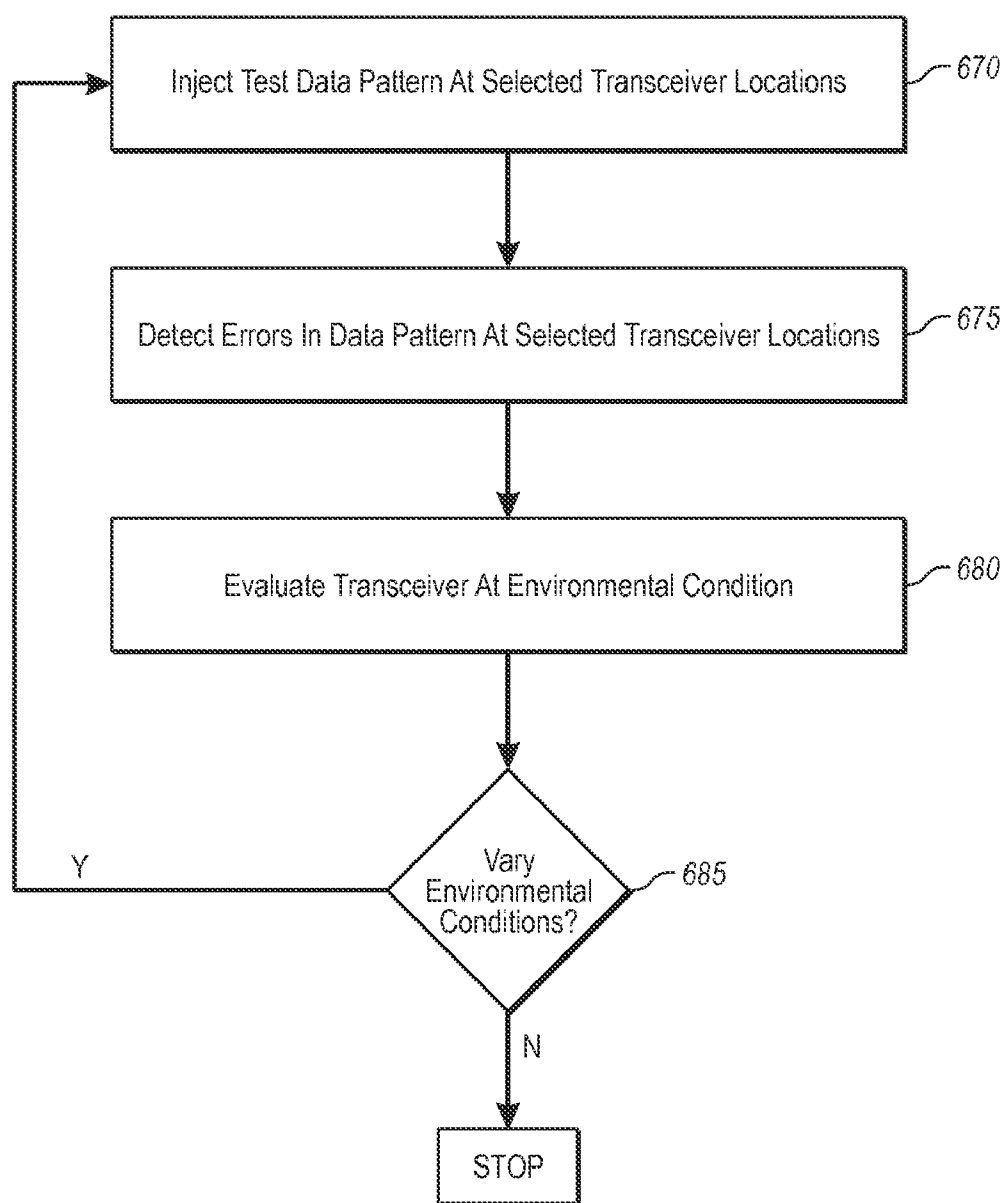 Inject Test Data Pattern At Selected Transceiver Locations
670
Detect Errors In Data Pattern At Selected Transceiver Locations
675
Evaluate Transceiver At Environmental Condition
680
Vary
Environmental
Conditions?
685
Y
N
STOP